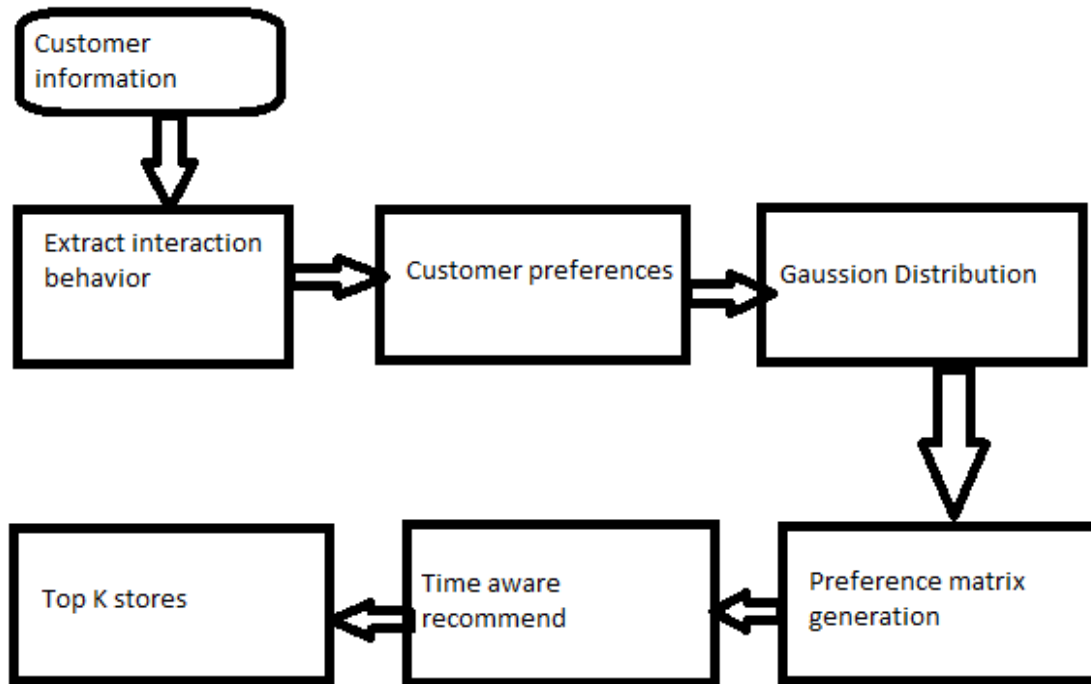 Customer
information
Extract interaction
behavior
Customer preferences
Gaussion Distribution
Preference matrix
generation
Time aware
recommend
Top K stores